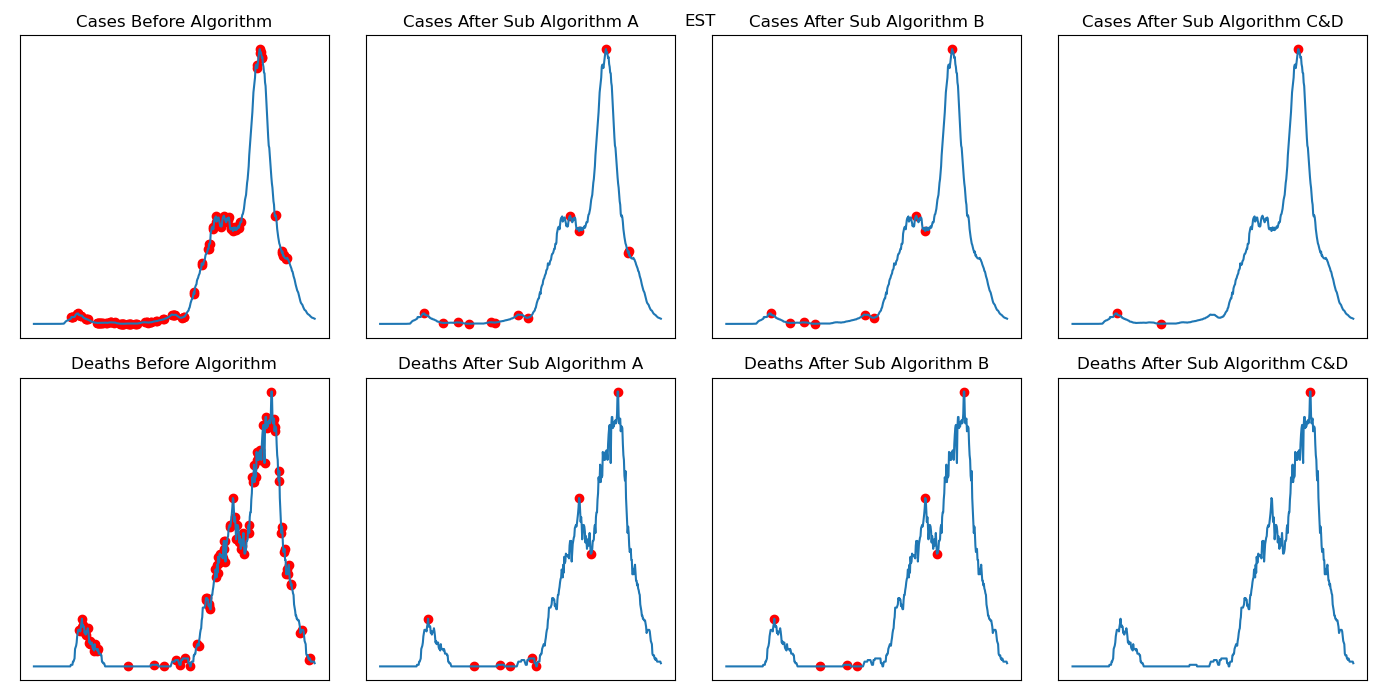 EST
Cases Before Algorithm
Cases After Sub Algorithm A
Cases After Sub Algorithm B
Cases After Sub Algorithm C&D
Deaths Before Algorithm
Deaths After Sub Algorithm A
Deaths After Sub Algorithm B
Deaths After Sub Algorithm C&D